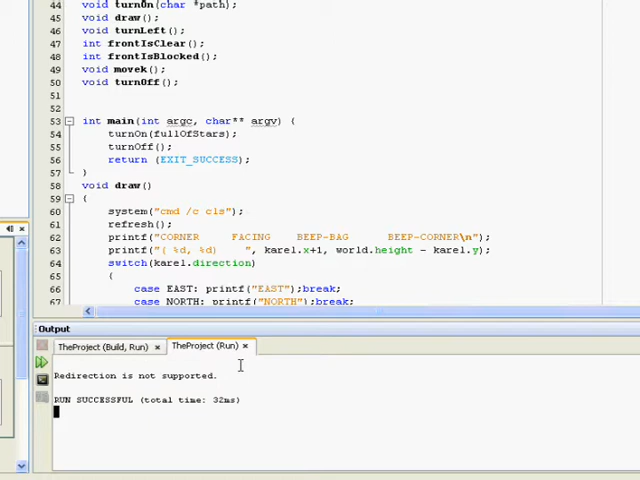 44 void turnOn(char *path);
45 void draw();
46 void turnLeft();
47 int frontIsClear();
48 int frontIsBlocked();
49 void movek();
50 void turnOff();
51
52
53 int main(int argc, char** argv) {
54 turnOn(fullOfStars);
55 turnOff();
56 return (EXIT_SUCCESS);
57 }
58 void draw()
59 {
60 system("cmd /c cls");
61 refresh();
62 printf("CORNER FACING BEEP-BAG BEEP-CORNER\n");
63 printf("( %d, %d) ", karel.x+1, world.height - karel.y);
64 switch(karel.direction)
65 {
66 case EAST: printf("EAST");break;
67 case NORTH: printf("NORTH");break;
Output
TheProject (Build, Run) × TheProject (Run) ×
Redirection is not supported.
RUN SUCCESSFUL (total time: 32ms)